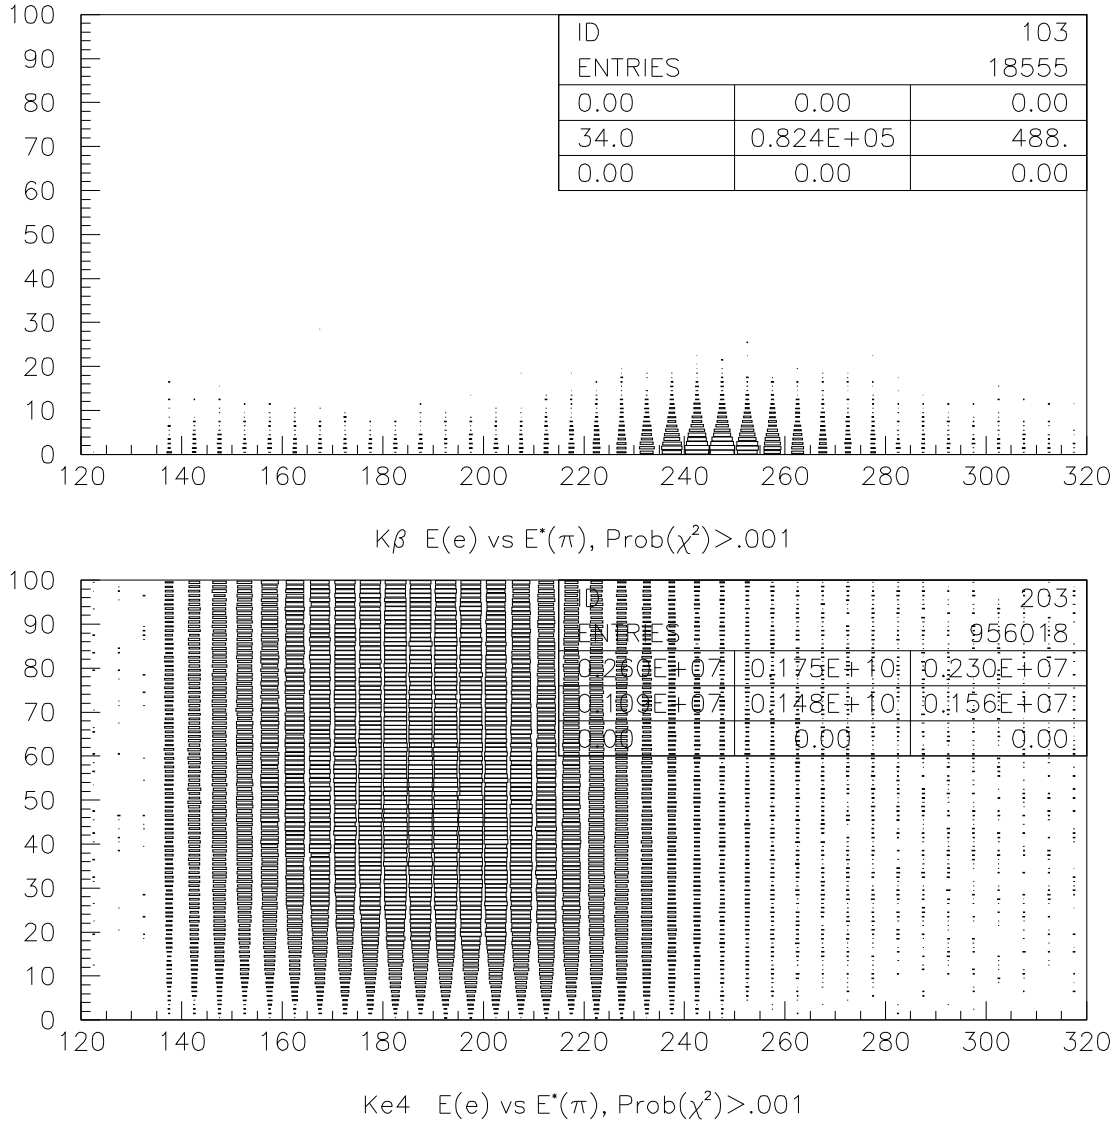 100
90
80
70
60
50
40
30
20
10
0
ID 103
ENTRIES 18555
0.00 0.00 0.00
34.0 0.824E+05 488.
0.00 0.00 0.00
120 140 160 180 200 220 240 260 280 300 320
Kβ E(e) vs E*(π), Prob(χ²)>.001
100
90
80
70
60
50
40
30
20
10
0
ID 203
ENTRIES 956018
0.260E+07 0.175E+10 0.230E+07
0.109E+07 0.148E+10 0.156E+07
0.00 0.00 0.00
120 140 160 180 200 220 240 260 280 300 320
Ke4 E(e) vs E*(π), Prob(χ²)>.001